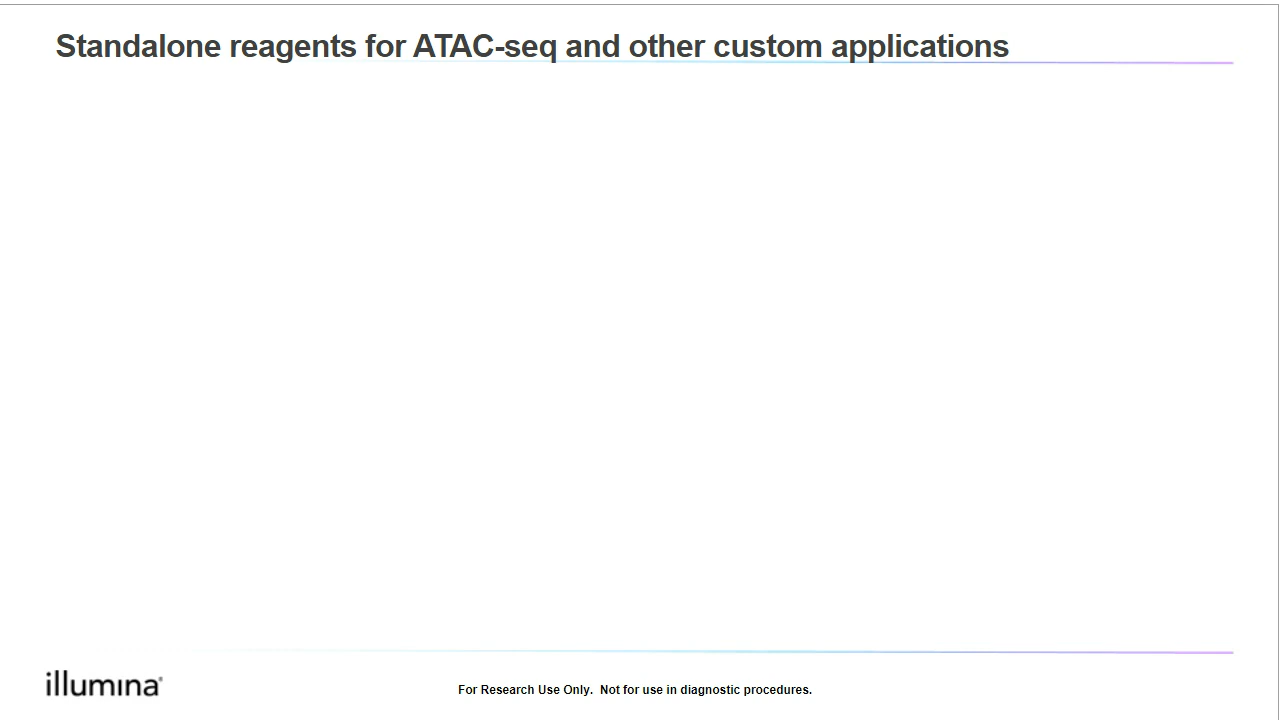 Standalone reagents for ATAC-seq and other custom applications
illumina®
For Research Use Only.  Not for use in diagnostic procedures.